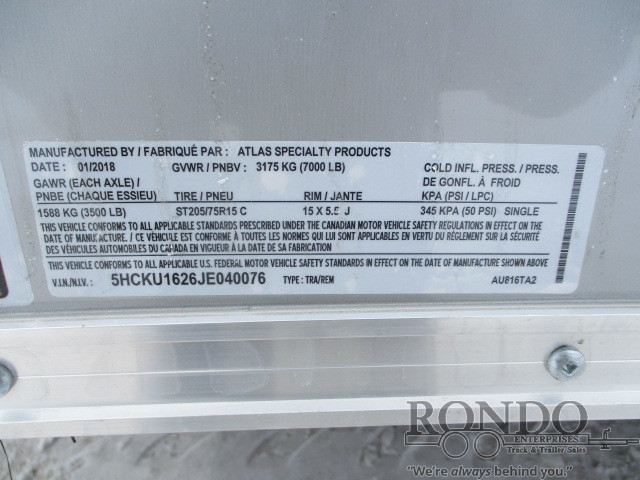 MANUFACTURED BY / FABRIQUÉ PAR : ATLAS SPECIALTY PRODUCTS
DATE : 01/2018 GVWR / PNBV : 3175 KG (7000 LB) COLD INFL. PRESS. / PRESS.
GAWR (EACH AXLE) / DE GONFL. À FROID
PNBE (CHAQUE ESSIEU) TIRE / PNEU RIM / JANTE KPA (PSI / LPC)
1588 KG (3500 LB) ST205/75R15 C 15 X 5.5 J 345 KPA (50 PSI) SINGLE
THIS VEHICLE CONFORMS TO ALL APPLICABLE STANDARDS PRESCRIBED UNDER THE CANADIAN MOTOR VEHICLE SAFETY REGULATIONS IN EFFECT ON THE
DATE OF MANUFACTURE. / CE VÉHICULE EST CONFORME À TOUTES LES NORMES QUI LUI SONT APPLICABLES EN VERTU DU RÈGLEMENT SUR LA SÉCURITÉ
DES VÉHICULES AUTOMOBILES DU CANADA EN VIGUEUR À LA DATE DE SA FABRICATION.
THIS VEHICLE CONFORMS TO ALL APPLICABLE U.S. FEDERAL MOTOR VEHICLE SAFETY STANDARDS IN EFFECT ON THE DATE OF MANUFACTURE SHOWN ABOVE.
V.I.N./N.I.V. : 5HCKU1626JE040076 TYPE : TRA/REM AU816TA2
RONDO
ENTERPRISES
Truck & Trailer Sales
"We're always behind you."